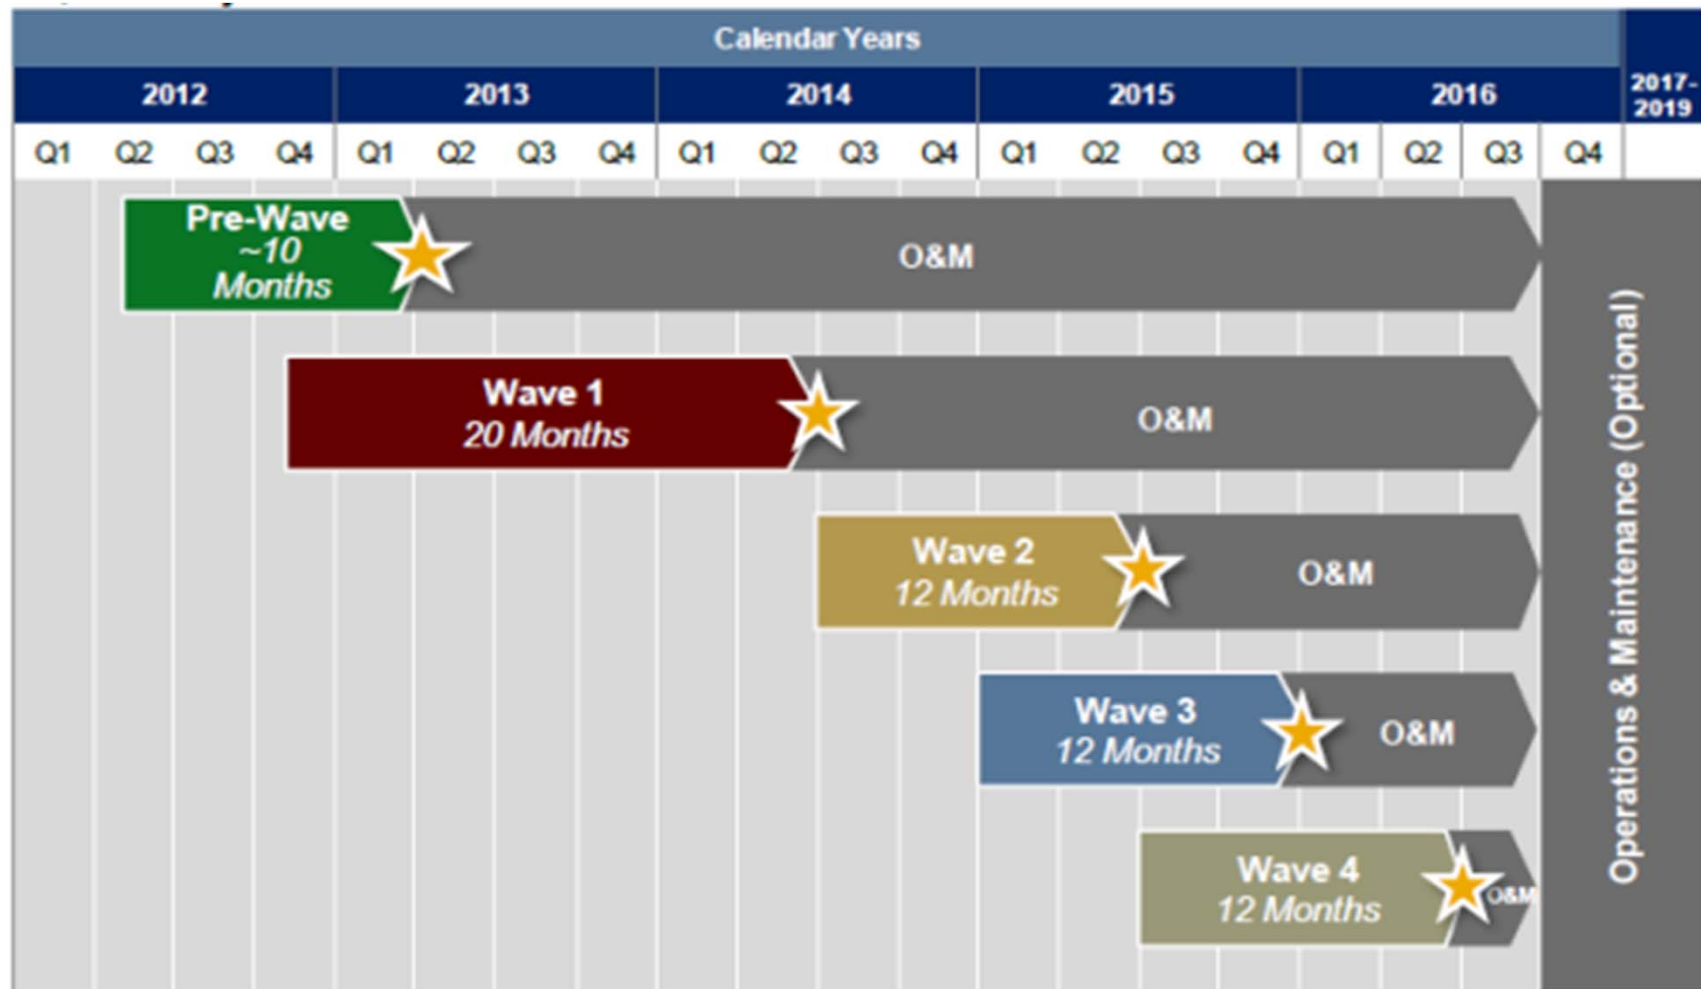 Calendar Years
2012 2013 2014 2015 2016 2017-
2019
Q1 Q2 Q3 Q4 Q1 Q2 Q3 Q4 Q1 Q2 Q3 Q4 Q1 Q2 Q3 Q4 Q1 Q2 Q3 Q4
Pre-Wave
~10
Months
O&M
Wave 1
20 Months
O&M
Wave 2
12 Months
O&M
Wave 3
12 Months
O&M
Wave 4
12 Months
O&M
Operations & Maintenance (Optional)